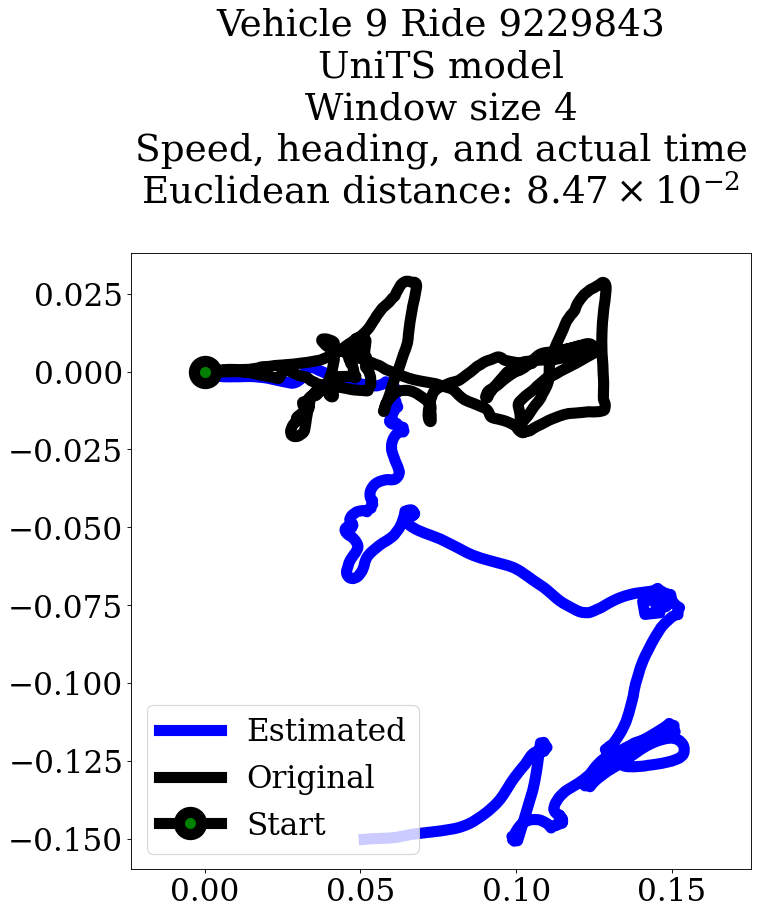 Vehicle 9 Ride 9229843
UniTS model
Window size 4
Speed, heading, and actual time
Euclidean distance: 8.47 × 10⁻²
0.025
0.000
−0.025
−0.050
−0.075
−0.100
−0.125
−0.150
Estimated
Original
Start
0.00 0.05 0.10 0.15